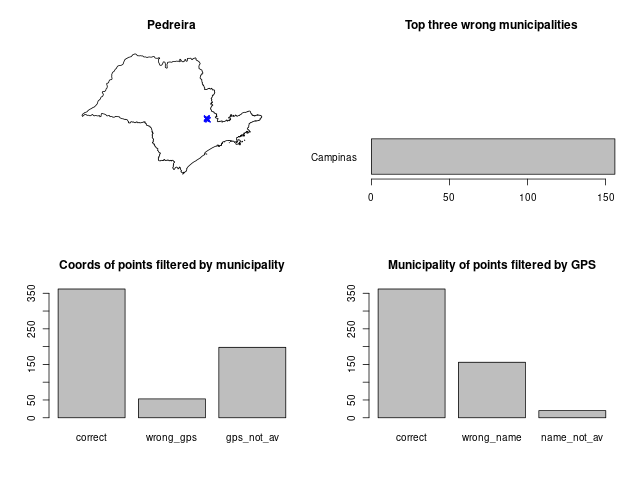 Pedreira
Top three wrong municipalities
Campinas
0 50 100 150
Coords of points filtered by municipality
350
250
150
50
0
correct wrong_gps gps_not_av
Municipality of points filtered by GPS
350
250
150
50
0
correct wrong_name name_not_av